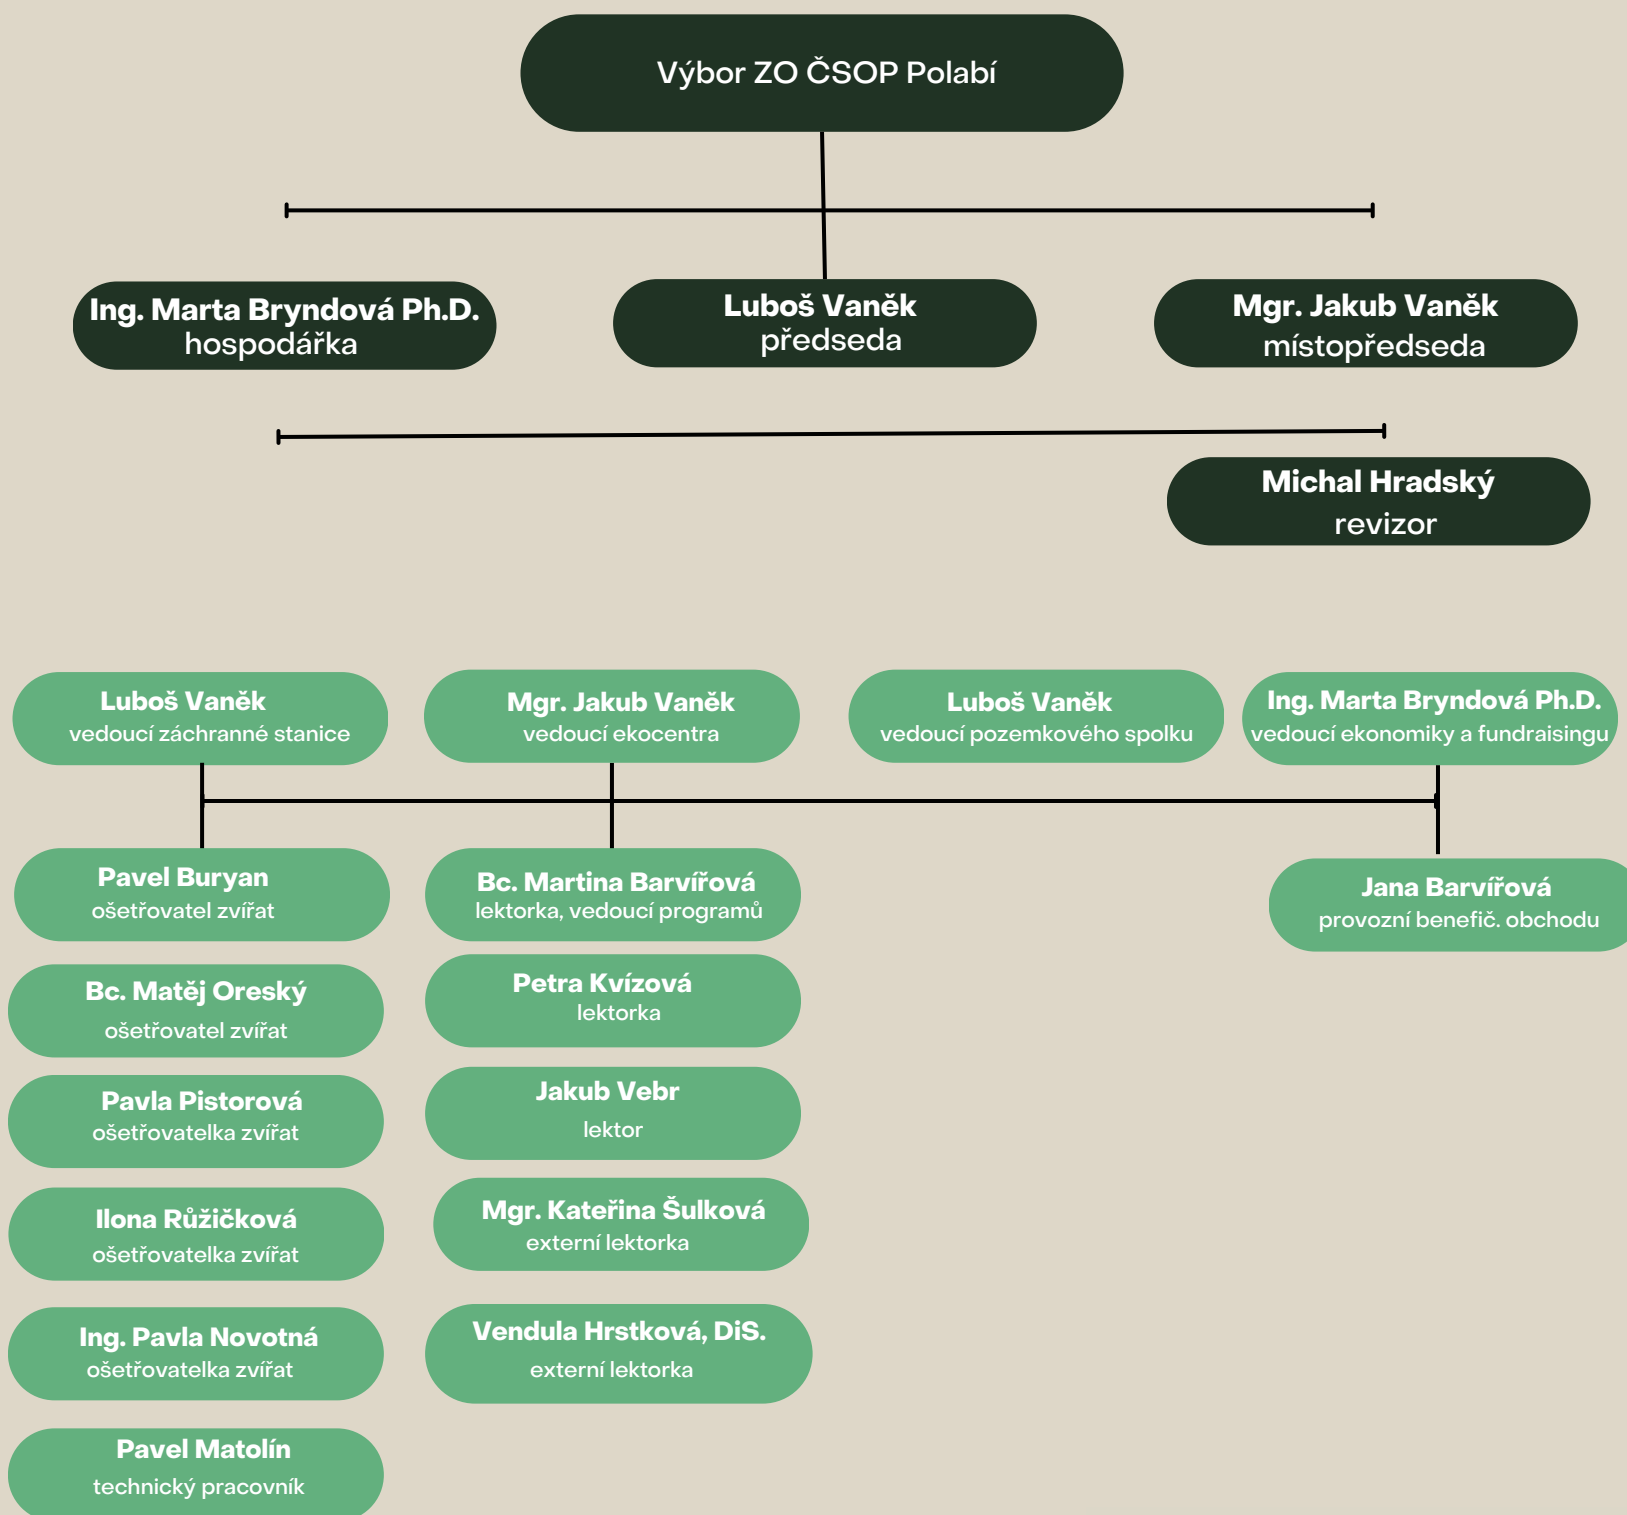 Výbor ZO ČSOP Polabí
Ing. Marta Bryndová Ph.D.
hospodářka
Luboš Vaněk
předseda
Mgr. Jakub Vaněk
místopředseda
Michal Hradský
revizor
Luboš Vaněk
vedoucí záchranné stanice
Mgr. Jakub Vaněk
vedoucí ekocentra
Luboš Vaněk
vedoucí pozemkového spolku
Ing. Marta Bryndová Ph.D.
vedoucí ekonomiky a fundraisingu
Pavel Buryan
ošetřovatel zvířat
Bc. Matěj Oreský
ošetřovatel zvířat
Pavla Pistorová
ošetřovatelka zvířat
Ilona Růžičková
ošetřovatelka zvířat
Ing. Pavla Novotná
ošetřovatelka zvířat
Pavel Matolín
technický pracovník
Bc. Martina Barvířová
lektorka, vedoucí programů
Petra Kvízová
lektorka
Jakub Vebr
lektor
Mgr. Kateřina Šulková
externí lektorka
Vendula Hrstková, DiS.
externí lektorka
Jana Barvířová
provozní benefič. obchodu